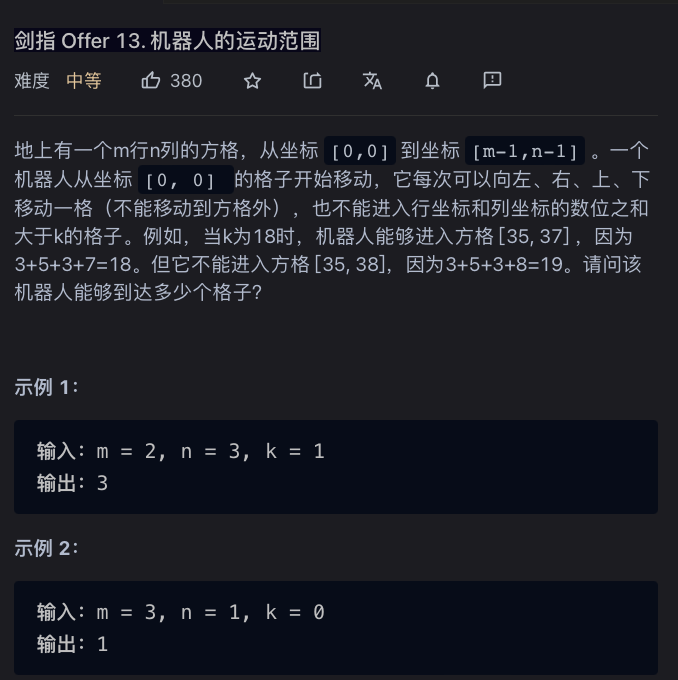 剑指 Offer 13. 机器人的运动范围
难度 中等 380
地上有一个m行n列的方格，从坐标 [0,0] 到坐标 [m-1,n-1] 。一个
机器人从坐标 [0, 0] 的格子开始移动，它每次可以向左、右、上、下
移动一格（不能移动到方格外），也不能进入行坐标和列坐标的数位之和
大于k的格子。例如，当k为18时，机器人能够进入方格 [35, 37] ，因为
3+5+3+7=18。但它不能进入方格 [35, 38]，因为3+5+3+8=19。请问该
机器人能够到达多少个格子？
示例 1：
输入：m = 2, n = 3, k = 1
输出：3
示例 2：
输入：m = 3, n = 1, k = 0
输出：1